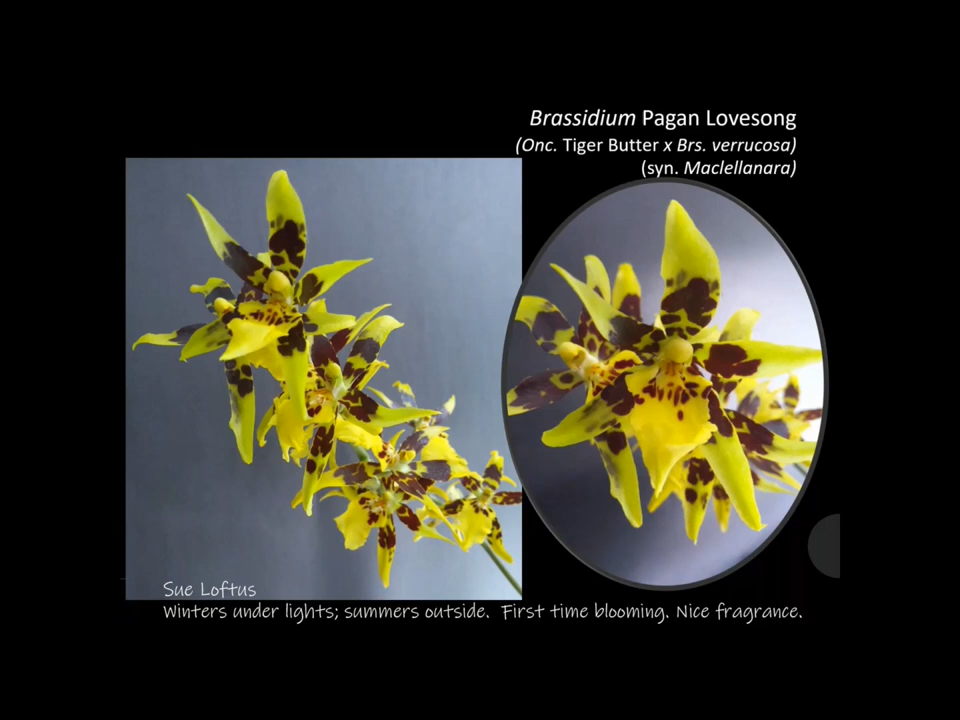 Brassidium Pagan Lovesong
(Onc. Tiger Butter x Brs. verrucosa)
(syn. Maclellanara)
Sue Loftus
Winters under lights; summers outside. First time blooming. Nice fragrance.